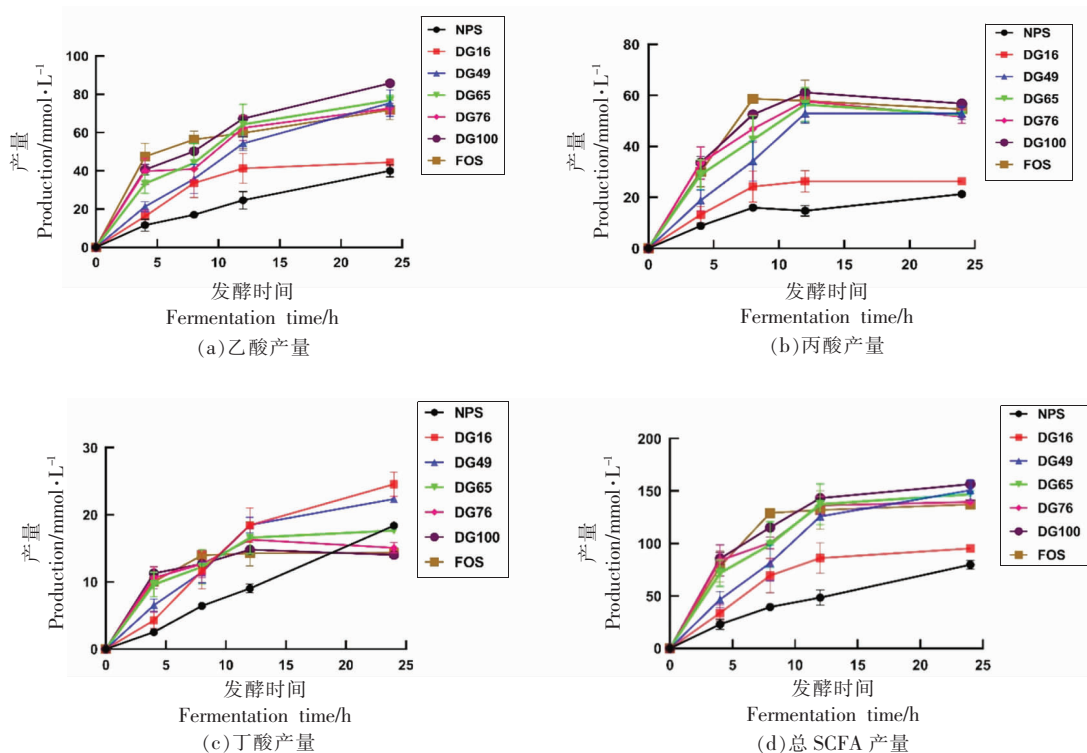 产量
Production/mmol·L⁻¹
100
80
60
40
20
0
0 5 10 15 20 25
发酵时间
Fermentation time/h
(a)乙酸产量
NPS
DG16
DG49
DG65
DG76
DG100
FOS
产量
Production/mmol·L⁻¹
80
60
40
20
0
0 5 10 15 20 25
发酵时间
Fermentation time/h
(b)丙酸产量
NPS
DG16
DG49
DG65
DG76
DG100
FOS
产量
Production/mmol·L⁻¹
30
20
10
0
0 5 10 15 20 25
发酵时间
Fermentation time/h
(c)丁酸产量
NPS
DG16
DG49
DG65
DG76
DG100
FOS
产量
Production/mmol·L⁻¹
200
150
100
50
0
0 5 10 15 20 25
发酵时间
Fermentation time/h
(d)总SCFA产量
NPS
DG16
DG49
DG65
DG76
DG100
FOS